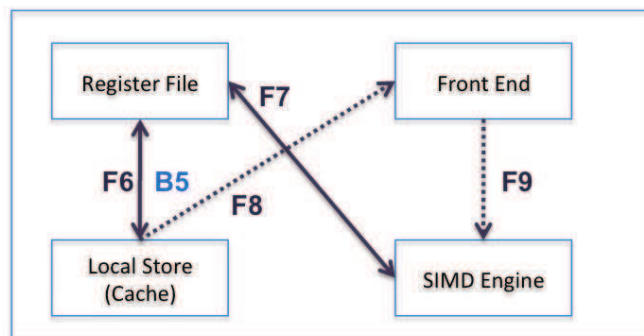 Register File
Front End
F7
F6
B5
F8
F9
Local Store
(Cache)
SIMD Engine